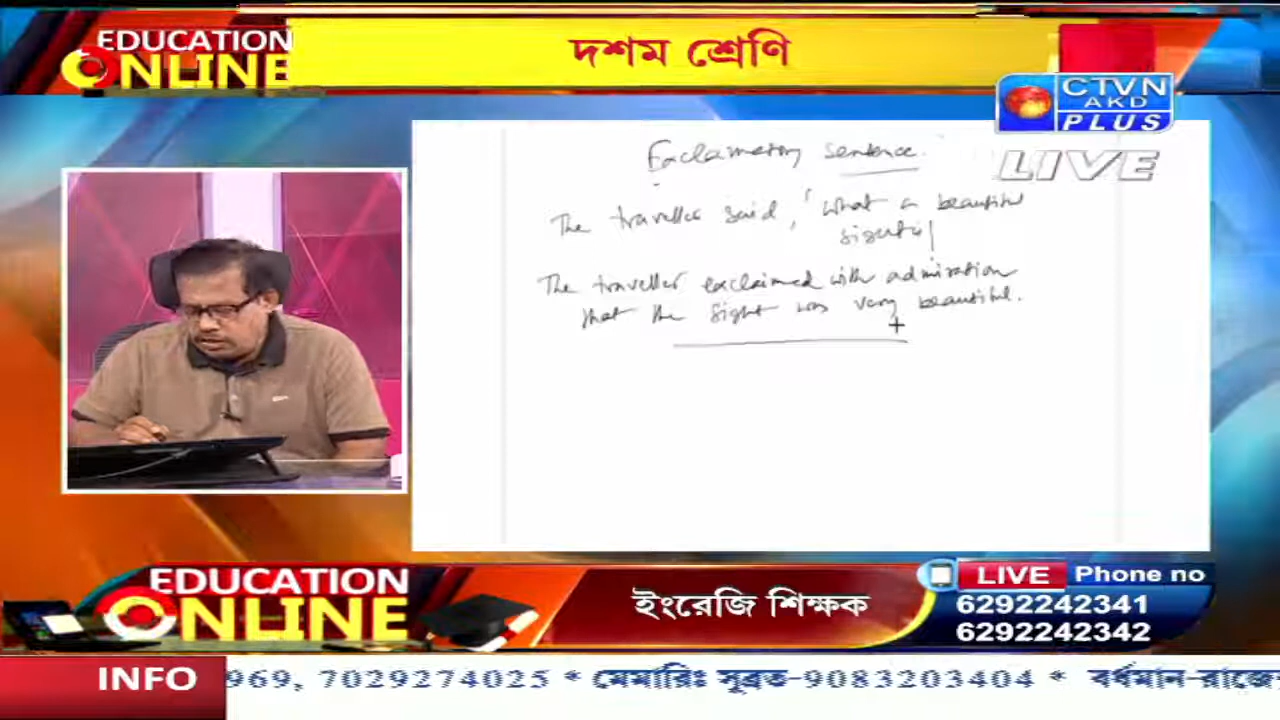 EDUCATION
ONLINE
দশম শ্রেণি
CTVN
AKD
PLUS
LIVE
Exclamatory sentence.
The traveller said, 'what a beautiful
The traveller exclaimed with admiration
that the sight was very beautiful.
EDUCATION
ONLINE
ইংরেজি শিক্ষক
LIVE Phone no
6292242341
6292242342
INFO 969, 7029274025 * মেমারিঃ সুব্রত-9083203404 * বর্ধমান-রাজে